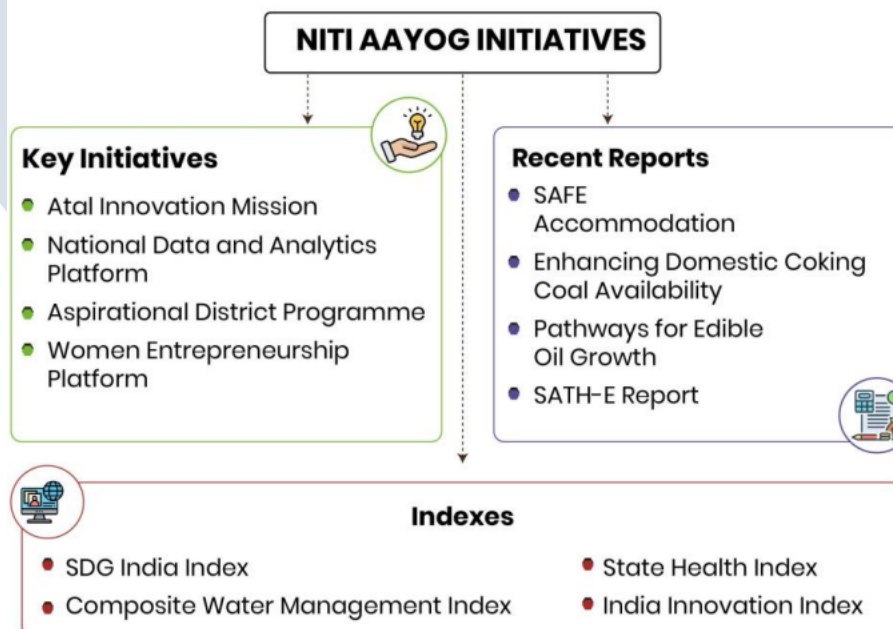 NITI AAYOG INITIATIVES
Key Initiatives
Atal Innovation Mission
National Data and Analytics
Platform
Aspirational District Programme
Women Entrepreneurship
Platform
Recent Reports
SAFE
Accommodation
Enhancing Domestic Coking
Coal Availability
Pathways for Edible
Oil Growth
SATH-E Report
Indexes
SDG India Index
Composite Water Management Index
State Health Index
India Innovation Index